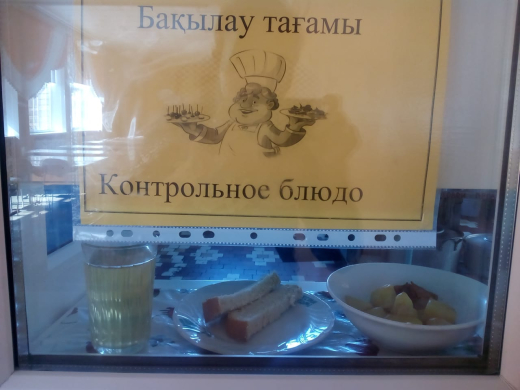 Бақылау тағамы
Контрольное блюдо